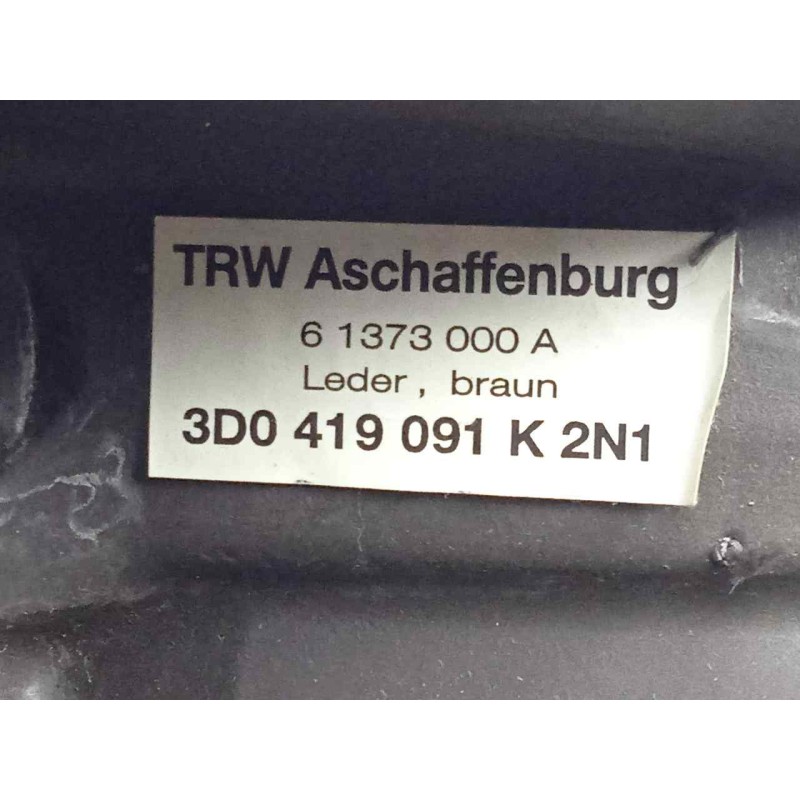 TRW Aschaffenburg
6 1373 000 A
Leder, braun
3D0 419 091 K 2N1